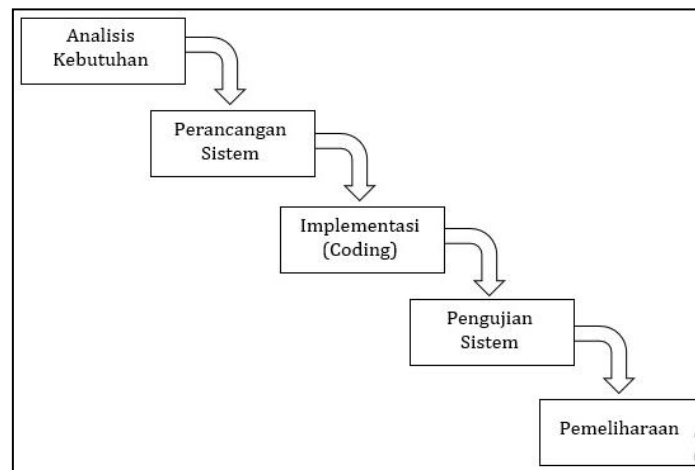 Analisis
Kebutuhan
Perancangan
Sistem
Implementasi
(Coding)
Pengujian
Sistem
Pemeliharaan